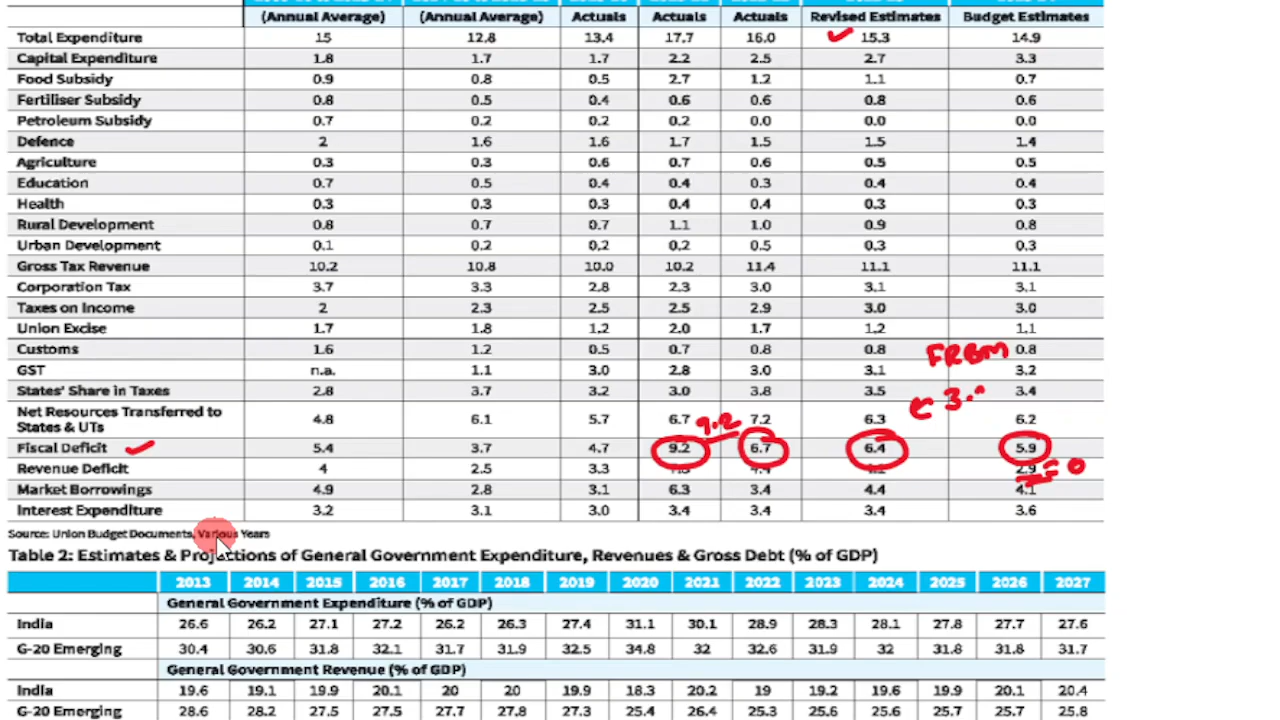 (Annual Average) (Annual Average) Actuals Actuals Actuals Revised Estimates Budget Estimates
Total Expenditure 15 12.8 13.4 17.7 16.0 15.3 14.9
Capital Expenditure 1.8 1.7 1.7 2.2 2.5 2.7 3.3
Food Subsidy 0.9 0.8 0.5 2.7 1.2 1.1 0.7
Fertiliser Subsidy 0.8 0.5 0.4 0.6 0.6 0.8 0.6
Petroleum Subsidy 0.7 0.2 0.2 0.2 0.0 0.0 0.0
Defence 2 1.6 1.6 1.7 1.5 1.5 1.4
Agriculture 0.3 0.3 0.6 0.7 0.6 0.5 0.5
Education 0.7 0.5 0.4 0.4 0.3 0.4 0.4
Health 0.3 0.3 0.3 0.4 0.4 0.3 0.3
Rural Development 0.8 0.7 0.7 1.1 1.0 0.9 0.8
Urban Development 0.1 0.2 0.2 0.2 0.5 0.3 0.3
Gross Tax Revenue 10.2 10.8 10.0 10.2 11.4 11.1 11.1
Corporation Tax 3.7 3.3 2.8 2.3 3.0 3.1 3.1
Taxes on Income 2 2.3 2.5 2.5 2.9 3.0 3.0
Union Excise 1.7 1.8 1.2 2.0 1.7 1.2 1.1
Customs 1.6 1.2 0.5 0.7 0.8 0.8 FRBM 0.8
GST n.a. 1.1 3.0 2.8 3.0 3.1 3.2
States' Share in Taxes 2.8 3.7 3.2 3.0 3.8 3.5 3.4
Net Resources Transferred to
States & UTs 4.8 6.1 5.7 6.7 7.2 6.3 6.2
9.2
Fiscal Deficit 5.4 3.7 4.7 9.2 6.7 6.4 5.9
Revenue Deficit 4 2.5 3.3 2.9 = 0
Market Borrowings 4.9 2.8 3.1 6.3 3.4 4.4 4.1
Interest Expenditure 3.2 3.1 3.0 3.4 3.4 3.4 3.6
Source: Union Budget Documents, Various Years
Table 2: Estimates & Projections of General Government Expenditure, Revenues & Gross Debt (% of GDP)
2013 2014 2015 2016 2017 2018 2019 2020 2021 2022 2023 2024 2025 2026 2027
General Government Expenditure (% of GDP)
India 26.6 26.2 27.1 27.2 26.2 26.3 27.4 31.1 30.1 28.9 28.3 28.1 27.8 27.7 27.6
G-20 Emerging 30.4 30.6 31.8 32.1 31.7 31.9 32.5 34.8 32 32.6 31.9 32 31.8 31.8 31.7
General Government Revenue (% of GDP)
India 19.6 19.1 19.9 20.1 20 20 19.9 18.3 20.2 19 19.2 19.6 19.9 20.1 20.4
G-20 Emerging 28.6 28.2 27.5 27.5 27.7 27.8 27.3 25.4 26.4 25.3 25.6 25.6 25.7 25.7 25.8